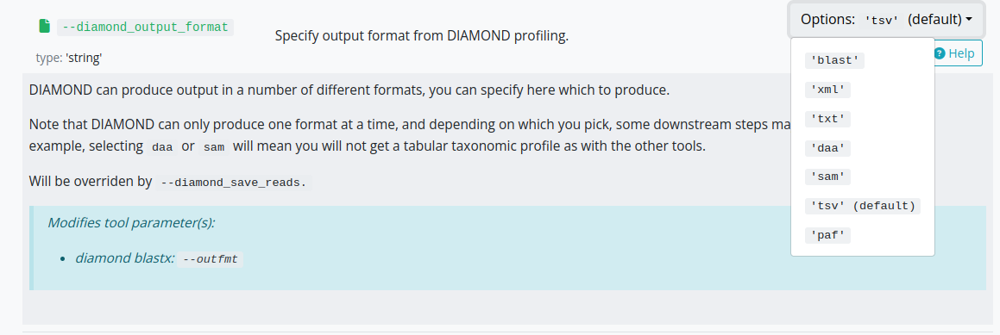 --diamond_output_format
Specify output format from DIAMOND profiling.
Options: 'tsv' (default)
type: 'string'
Help
'blast'
'xml'
'txt'
'daa'
'sam'
'tsv' (default)
'paf'
DIAMOND can produce output in a number of different formats, you can specify here which to produce.
Note that DIAMOND can only produce one format at a time, and depending on which you pick, some downstream steps
example, selecting daa or sam will mean you will not get a tabular taxonomic profile as with the other tools.
Will be overriden by --diamond_save_reads.
Modifies tool parameter(s):
• diamond blastx: --outfmt